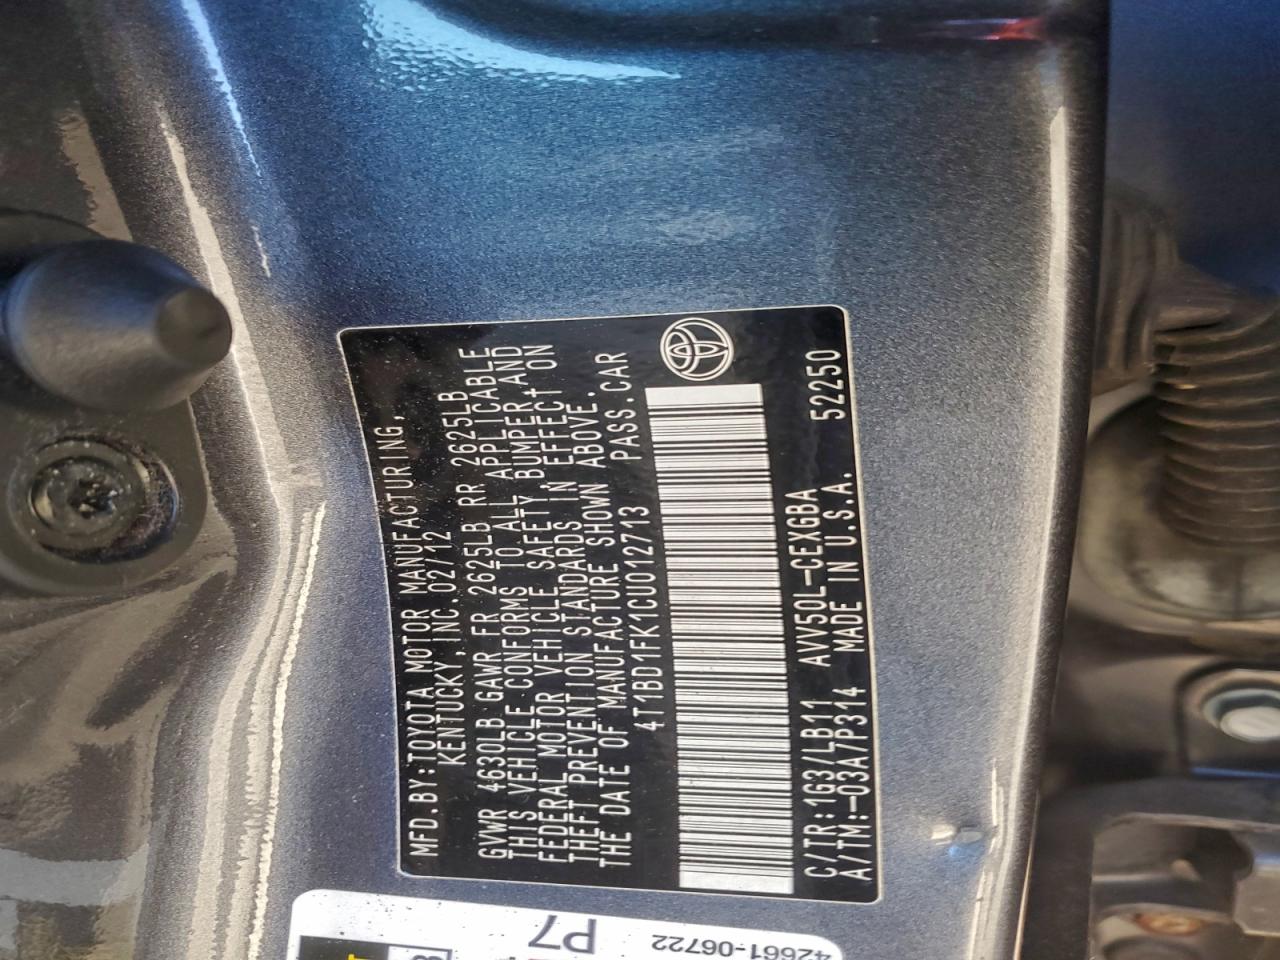 MFD.BY:TOYOTA MOTOR MANUFACTURING,
KENTUCKY,INC.02/12
GVWR 4630LB GAWR FR 2625LB RR 2625LB
THIS VEHICLE CONFORMS TO ALL APPLICABLE
FEDERAL MOTOR VEHICLE SAFETY,BUMPER,AND
THEFT PREVENTION STANDARDS IN EFFECT ON
THE DATE OF MANUFACTURE SHOWN ABOVE.
4T1BD1FK1CU012713 PASS.CAR
C/TR:1G3/LB11 AVV50L-CEXGBA 52250
A/TM:-03A/P314 MADE IN U.S.A.
P7
42661-06722